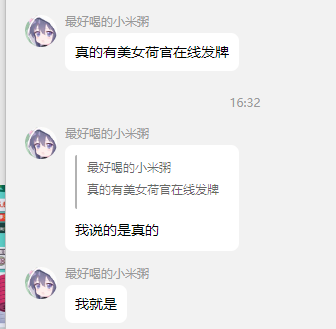 最好喝的小米粥
真的有美女荷官在线发牌
16:32
最好喝的小米粥
最好喝的小米粥
真的有美女荷官在线发牌
我说的是真的
最好喝的小米粥
我就是